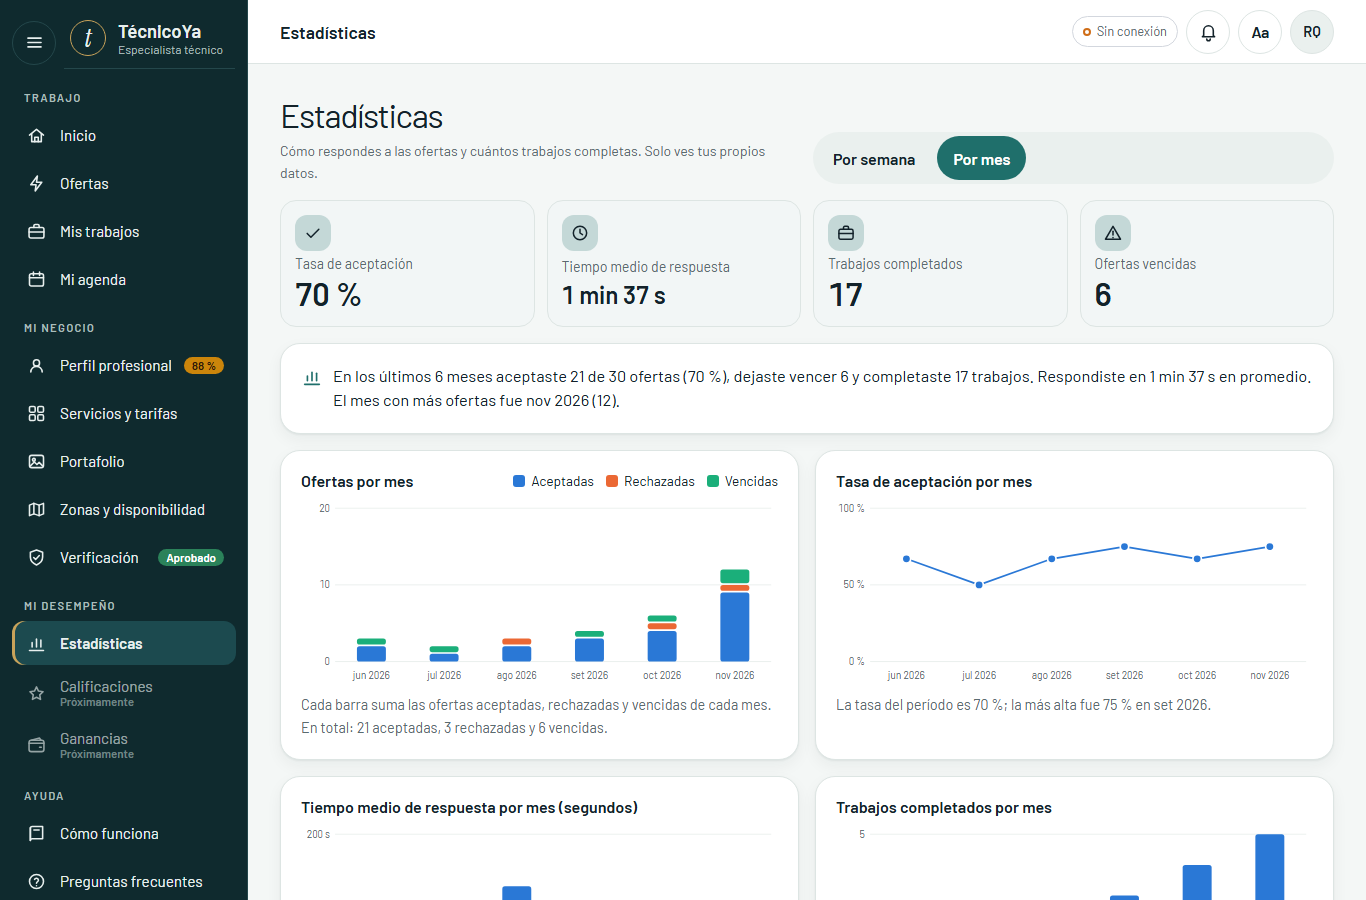 TécnicoYa
Especialista técnico
TRABAJO
Inicio
Ofertas
Mis trabajos
Mi agenda
MI NEGOCIO
Perfil profesional 88 %
Servicios y tarifas
Portafolio
Zonas y disponibilidad
Verificación Aprobado
MI DESEMPEÑO
Estadísticas
Calificaciones
Próximamente
Ganancias
Próximamente
AYUDA
Cómo funciona
Preguntas frecuentes
Estadísticas
Sin conexión
Aa
RQ
Estadísticas
Cómo respondes a las ofertas y cuántos trabajos completas. Solo ves tus propios
datos.
Por semana Por mes
Tasa de aceptación
70 %
Tiempo medio de respuesta
1 min 37 s
Trabajos completados
17
Ofertas vencidas
6
En los últimos 6 meses aceptaste 21 de 30 ofertas (70 %), dejaste vencer 6 y completaste 17 trabajos. Respondiste en 1 min 37 s en promedio.
El mes con más ofertas fue nov 2026 (12).
Ofertas por mes
Aceptadas Rechazadas Vencidas
20
10
0
jun 2026 jul 2026 ago 2026 set 2026 oct 2026 nov 2026
Cada barra suma las ofertas aceptadas, rechazadas y vencidas de cada mes.
En total: 21 aceptadas, 3 rechazadas y 6 vencidas.
Tasa de aceptación por mes
100 %
50 %
0 %
jun 2026 jul 2026 ago 2026 set 2026 oct 2026 nov 2026
La tasa del período es 70 %; la más alta fue 75 % en set 2026.
Tiempo medio de respuesta por mes (segundos)
200 s
Trabajos completados por mes
5